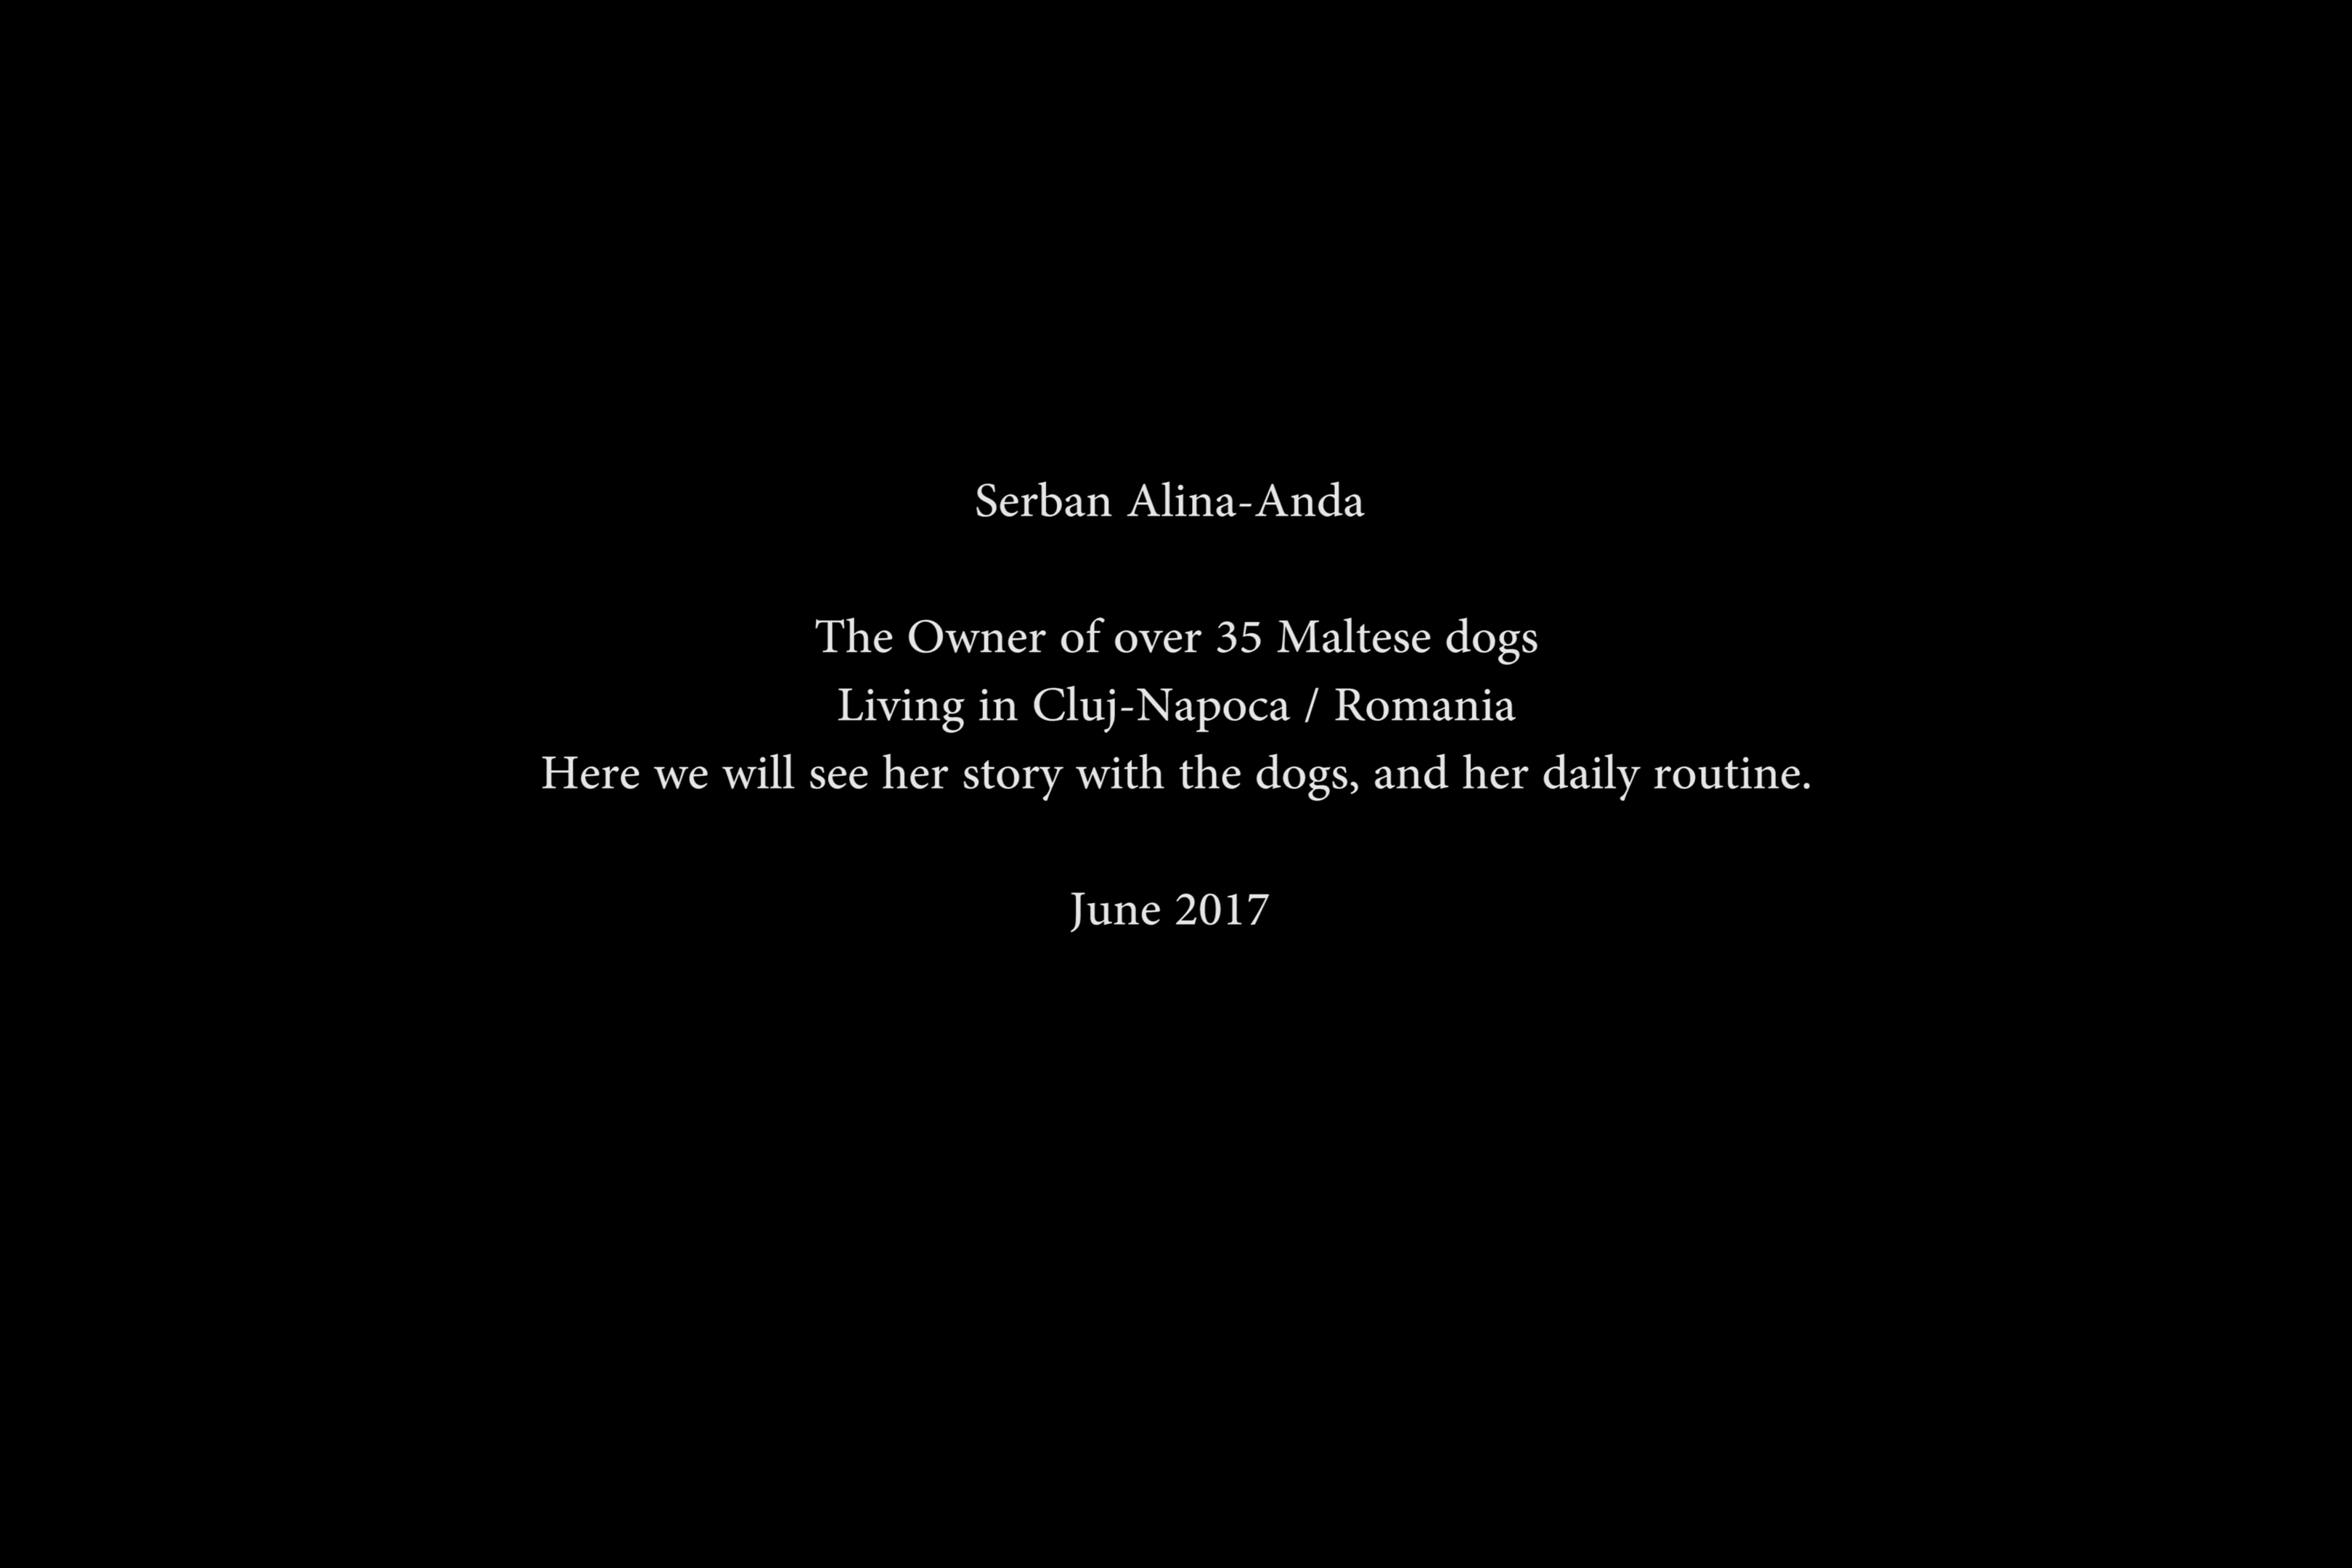 Serban Alina-Anda
The Owner of over 35 Maltese dogs
Living in Cluj-Napoca / Romania
Here we will see her story with the dogs, and her daily routine.
June 2017